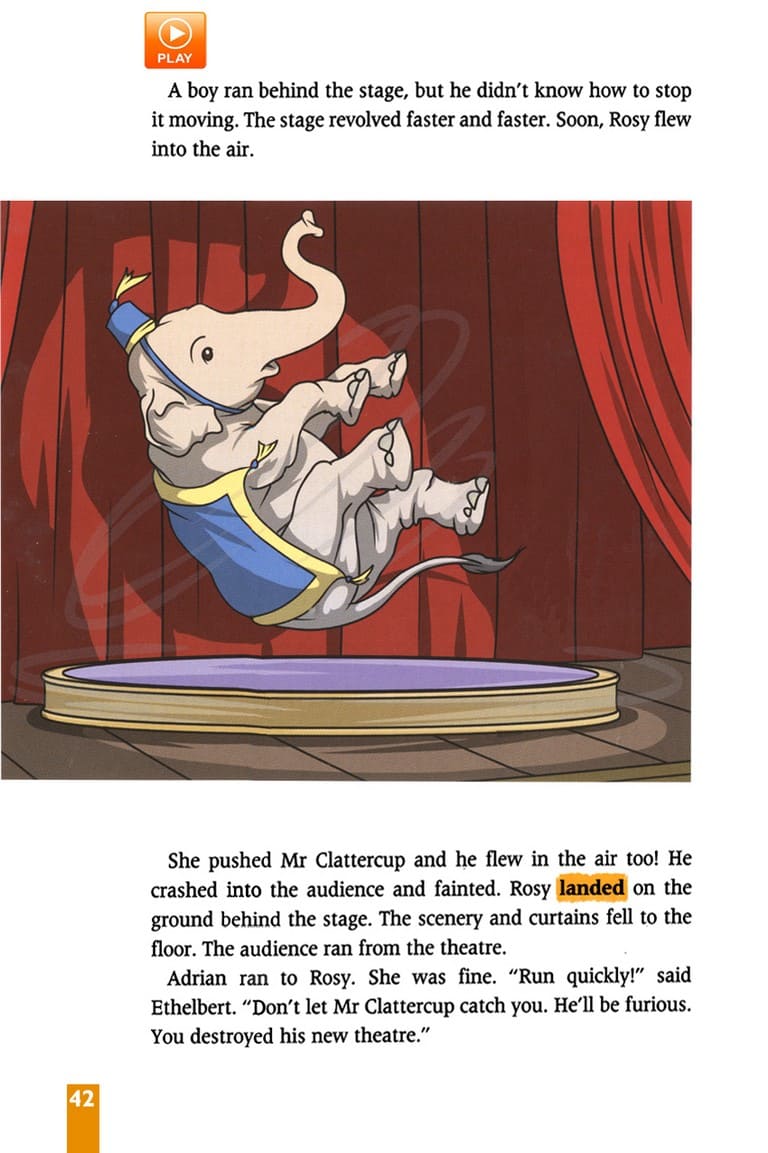 PLAY
A boy ran behind the stage, but he didn’t know how to stop
it moving. The stage revolved faster and faster. Soon, Rosy flew
into the air.
She pushed Mr Clattercup and he flew in the air too! He
crashed into the audience and fainted. Rosy landed on the
ground behind the stage. The scenery and curtains fell to the
floor. The audience ran from the theatre.
Adrian ran to Rosy. She was fine. “Run quickly!” said
Ethelbert. “Don’t let Mr Clattercup catch you. He’ll be furious.
You destroyed his new theatre.”
42